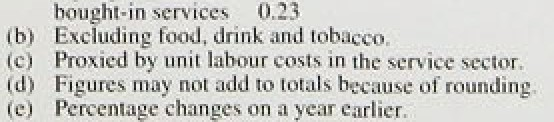 bought-in services 0.23
(b) Excluding food, drink and tobacco.
(c) Proxied by unit labour costs in the service sector.
(d) Figures may not add to totals because of rounding.
(e) Percentage changes on a year earlier.